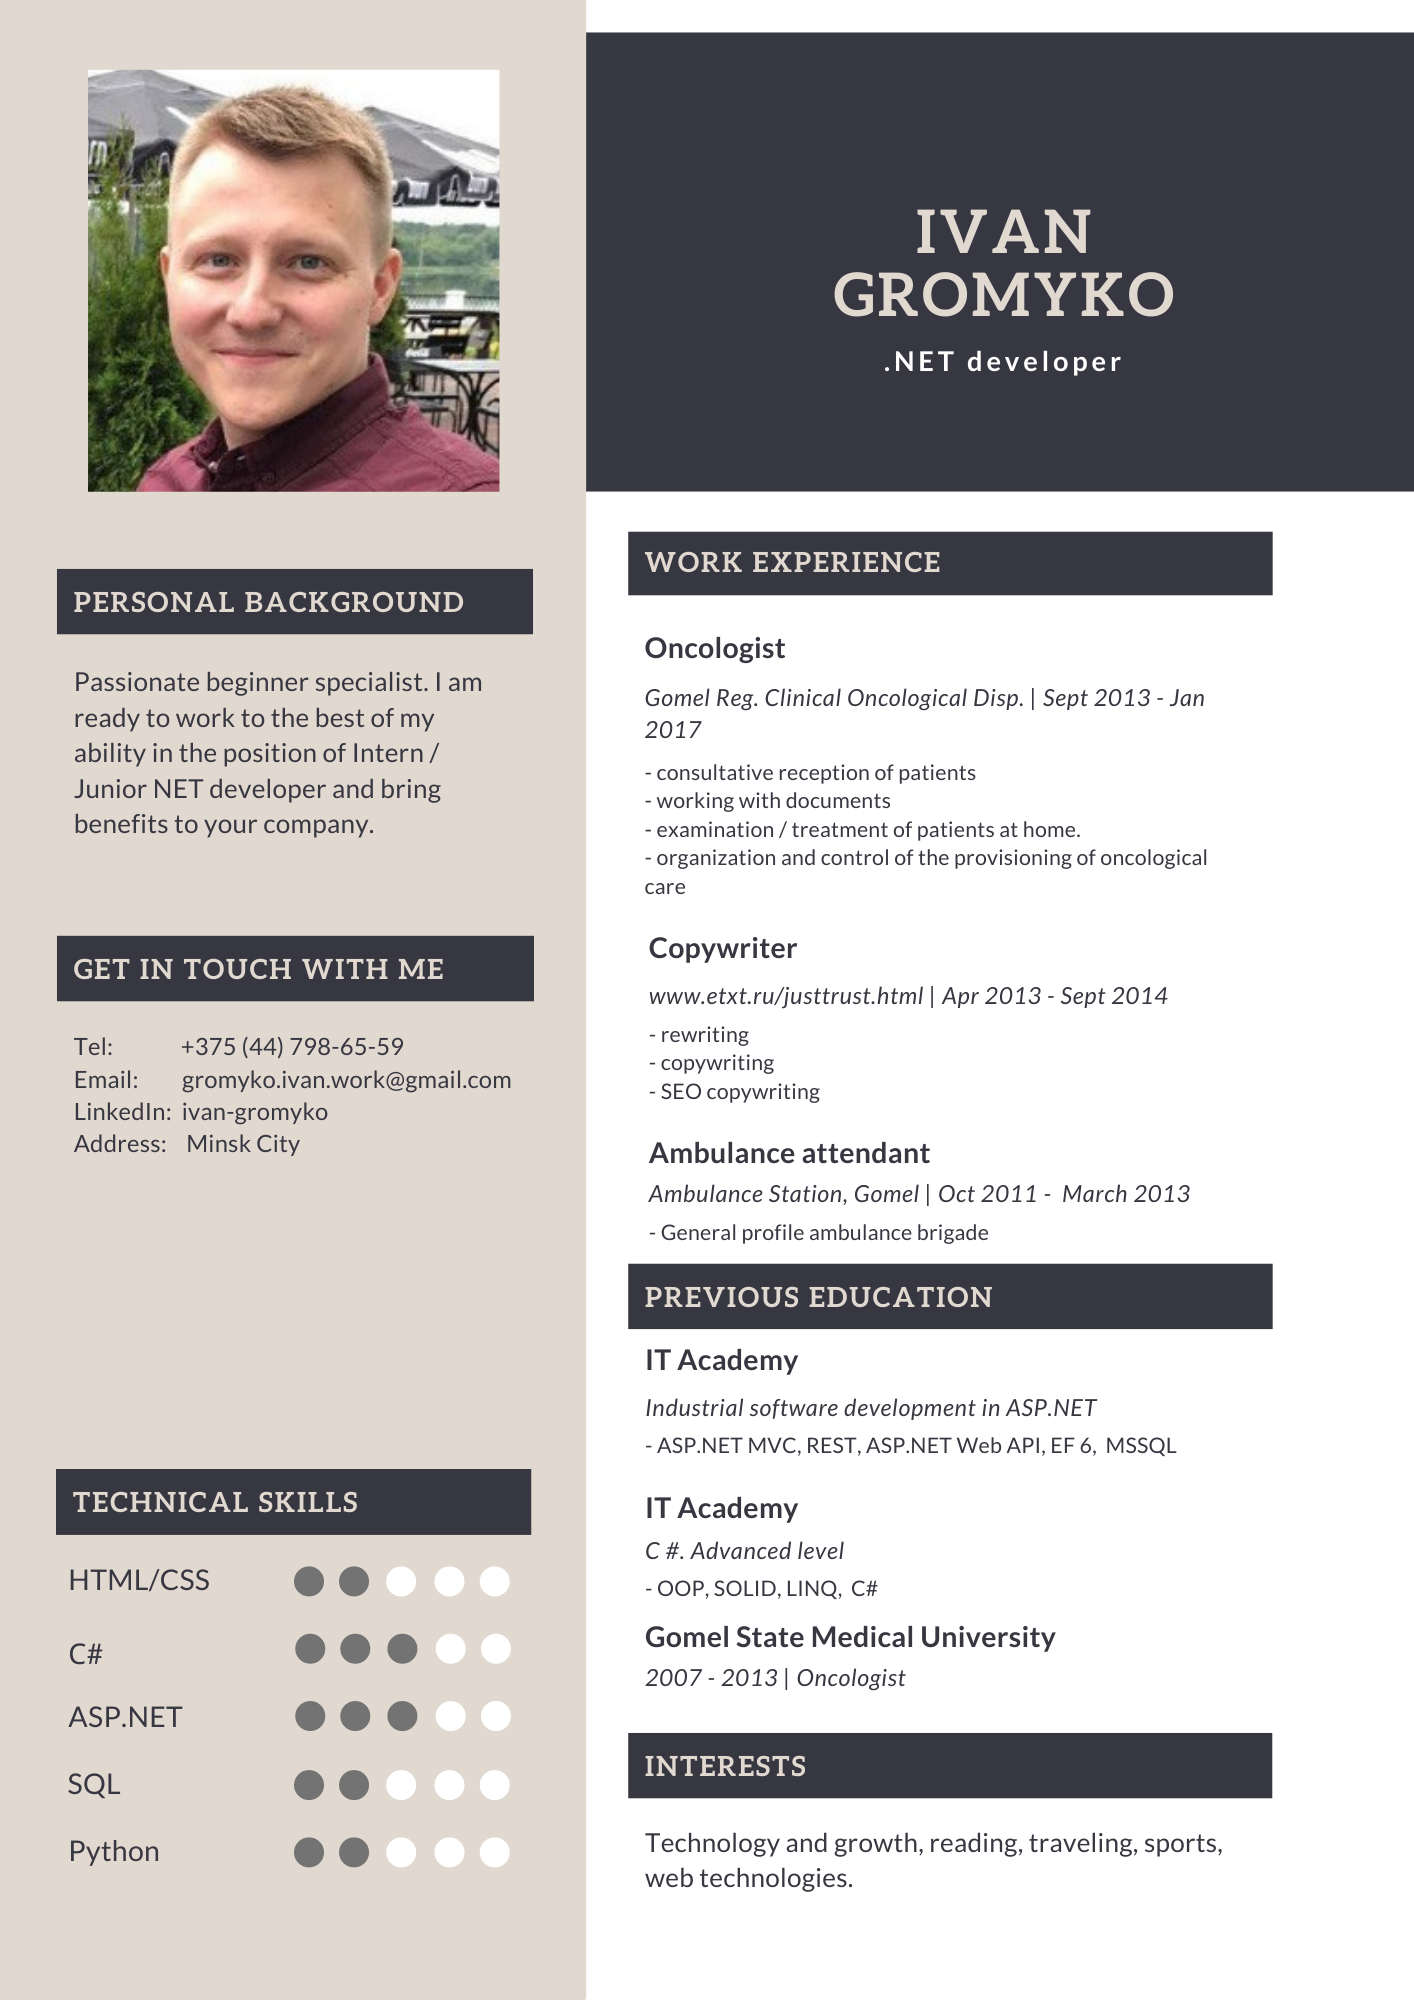 IVAN
GROMYKO
.NET developer
PERSONAL BACKGROUND
Passionate beginner specialist. I am
ready to work to the best of my
ability in the position of Intern /
Junior NET developer and bring
benefits to your company.
GET IN TOUCH WITH ME
Tel: +375 (44) 798-65-59
Email: gromyko.ivan.work@gmail.com
LinkedIn: ivan-gromyko
Address: Minsk City
TECHNICAL SKILLS
HTML/CSS
C#
ASP.NET
SQL
Python
WORK EXPERIENCE
Oncologist
Gomel Reg. Clinical Oncological Disp. | Sept 2013 - Jan
2017
- consultative reception of patients
- working with documents
- examination / treatment of patients at home.
- organization and control of the provisioning of oncological
care
Copywriter
www.etxt.ru/justtrust.html | Apr 2013 - Sept 2014
- rewriting
- copywriting
- SEO copywriting
Ambulance attendant
Ambulance Station, Gomel | Oct 2011 - March 2013
- General profile ambulance brigade
PREVIOUS EDUCATION
IT Academy
Industrial software development in ASP.NET
- ASP.NET MVC, REST, ASP.NET Web API, EF 6, MSSQL
IT Academy
C #. Advanced level
- OOP, SOLID, LINQ, C#
Gomel State Medical University
2007 - 2013 | Oncologist
INTERESTS
Technology and growth, reading, traveling, sports,
web technologies.